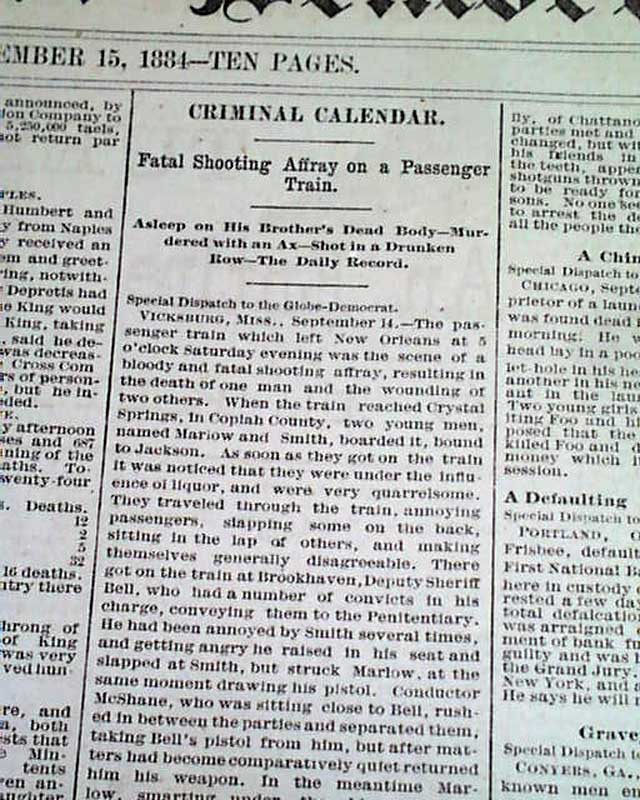 EMBER 15, 1884—TEN PAGES.
announced, by
ion Company to
5,250,000 taels,
not return par
PLES.
Humbert and
y from Naples
y received an
em and greet-
ring, notwith-
Depretis had
e King would
King, taking
, said he de-
was decreas-
e Cross Com
rs of person-
e, but he in-
ded.
E.
y afternoon
ses and 687
ning of the
aths. To-
wenty-four
s. Deaths.
12
2
5
32
16 deaths.
ntry there
hrong of
of King
was very
ved hun
re, and
a, both
sts that
e Min-
tents
en an-
aughter
CRIMINAL CALENDAR.
Fatal Shooting Affray on a Passenger
Train.
Asleep on His Brother's Dead Body—Mur-
dered with an Ax—Shot in a Drunken
Row—The Daily Record.
Special Dispatch to the Globe-Democrat.
VICKSBURG, MISS., September 14.—The pas-
senger train which left New Orleans at 5
o'clock Saturday evening was the scene of a
bloody and fatal shooting affray, resulting in
the death of one man and the wounding of
two others. When the train reached Crystal
Springs, in Copiah County, two young men,
named Marlow and Smith, boarded it, bound
to Jackson. As soon as they got on the train
it was noticed that they were under the influ-
ence of liquor, and were very quarrelsome.
They traveled through the train, annoying
passengers, slapping some on the back,
sitting in the lap of others, and making
themselves generally disagreeable. There
got on the train at Brookhaven, Deputy Sheriff
Bell, who had a number of convicts in his
charge, conveying them to the Penitentiary.
He had been annoyed by Smith several times,
and getting angry he raised in his seat and
slapped at Smith, but struck Marlow, at the
same moment drawing his pistol. Conductor
McShane, who was sitting close to Bell, rush-
ed in between the parties and separated them,
taking Bell's pistol from him, but after mat-
ters had become comparatively quiet returned
him his weapon. In the meantime Mar-
low, smarting under the
lly, of Chattano
parties met and
changed, but wit
his friends in
the teeth, appe
shotguns thrown
to be ready for
sons. No one see
to arrest the d
all the people th
A Chin
Special Dispatch to
CHICAGO, Septe
prietor of a laun
was found dead i
morning. He w
head lay in a poo
let-hole in his he
another in his ne
ant in the laun
Two young girls
iting Foo and hi
posed that the
killed Foo and d
money which h
session.
A Defaulting
Special Dispatch to
PORTLAND, O
Frisbee, default
First National B
here in custody
rested a few da
total defalcation
was arraigned
ment of bank fu
guilty and was
the Grand Jury.
New York, and
He says he will
Grave
Special Dispatch
CONYERS, GA.,
known men en